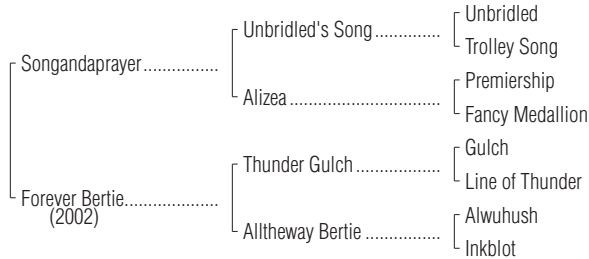 Unbridled
Unbridled's Song..............
Trolley Song
Songandaprayer................
Premiership
Alizea................................
Fancy Medallion
Gulch
Thunder Gulch ..................
Line of Thunder
Forever Bertie....................
(2002)
Alwuhush
Alltheway Bertie ................
Inkblot